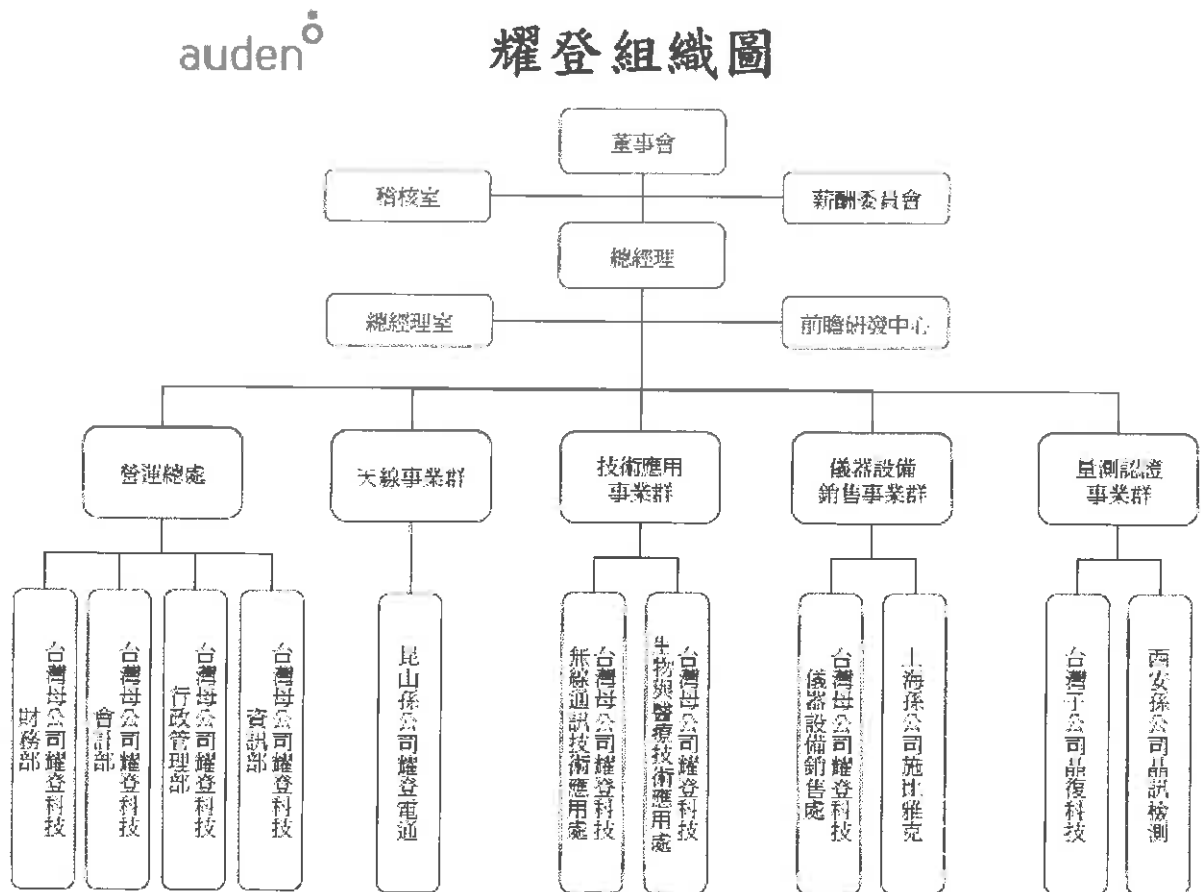 auden
耀登組織圖
董事會
稽核室
薪酬委員會
總經理
總經理室
前瞻研發中心
營運總處
天線事業群
技術應用
事業群
儀器設備
銷售事業群
量測認證
事業群
台灣母公司耀登科技
財務部
台灣母公司耀登科技
會計部
台灣母公司耀登科技
行政管理部
台灣母公司耀登科技
資訊部
昆山孫公司耀登電通
台灣母公司耀登科技
無線通訊技術應用處
台灣母公司耀登科技
生物與醫療技術應用處
台灣母公司耀登科技
儀器設備銷售處
上海孫公司施比雅克
台灣子公司晶復科技
西安孫公司晶訊檢測